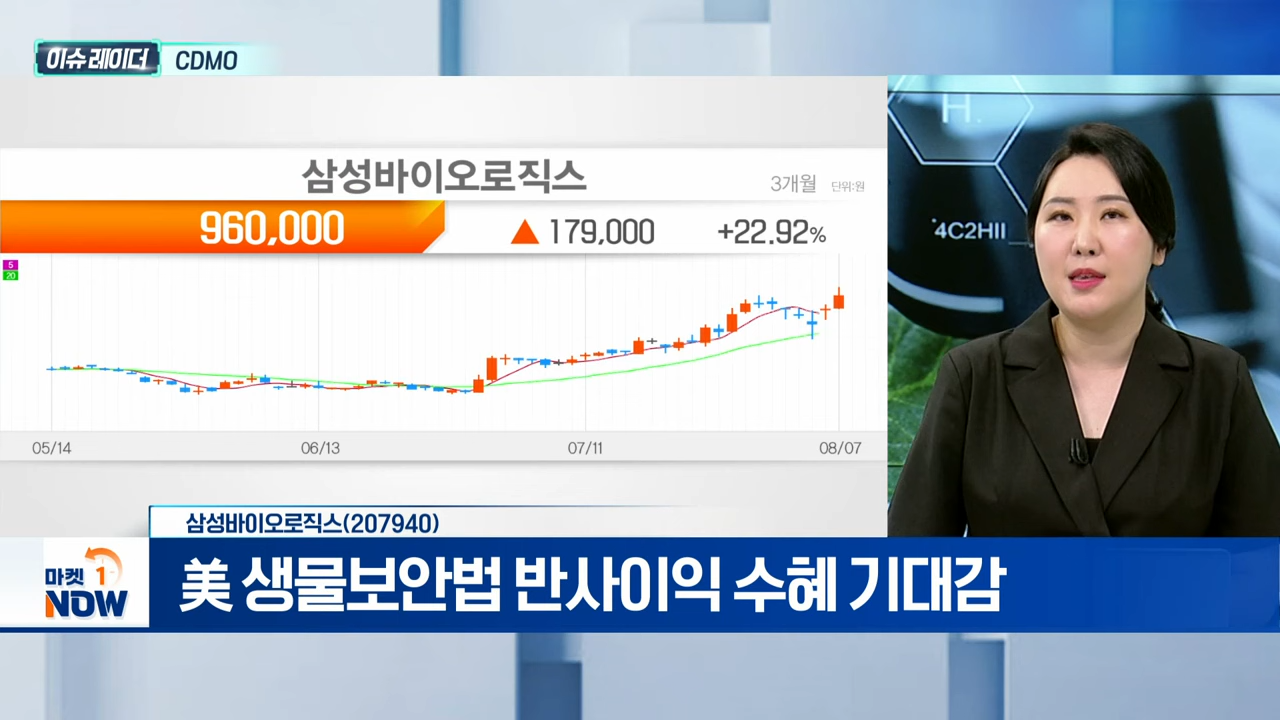 이슈 레이더 CDMO
삼성바이오로직스
3개월 단위:원
960,000 ▲ 179,000 +22.92%
5
20
05/14 06/13 07/11 08/07
H.
4C2HII
삼성바이오로직스(207940)
마켓 1
NOW
美 생물보안법 반사이익 수혜 기대감